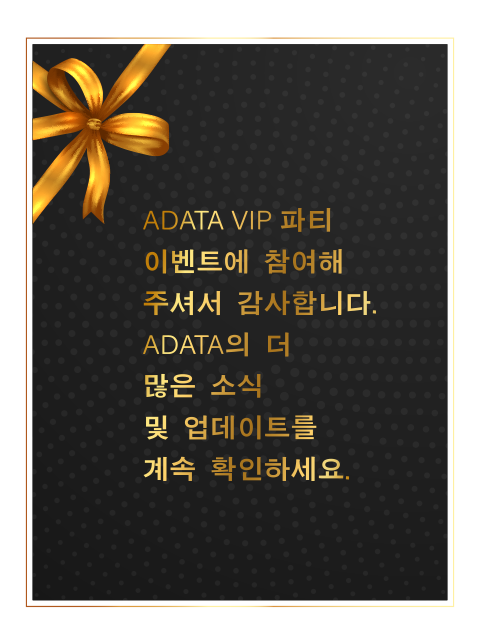 ADATA VIP 파티
이벤트에 참여해
주셔서 감사합니다.
ADATA의 더
많은 소식
및 업데이트를
계속 확인하세요.